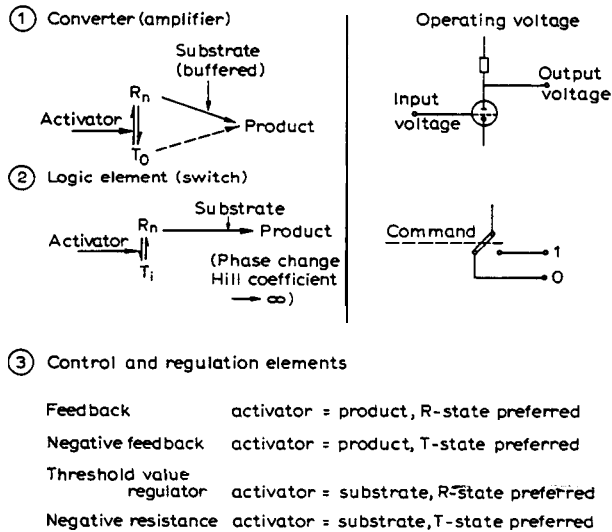 ① Converter (amplifier)
Operating voltage
Substrate
(buffered)
Rn
Activator
Product
T0
Output
voltage
Input
voltage
② Logic element (switch)
Substrate
Rn
Product
Activator
Ti
(Phase change
Hill coefficient
→ ∞)
Command
1
0
③ Control and regulation elements
Feedback activator = product, R-state preferred
Negative feedback activator = product, T-state preferred
Threshold value
regulator activator = substrate, R-state preferred
Negative resistance activator = substrate, T-state preferred